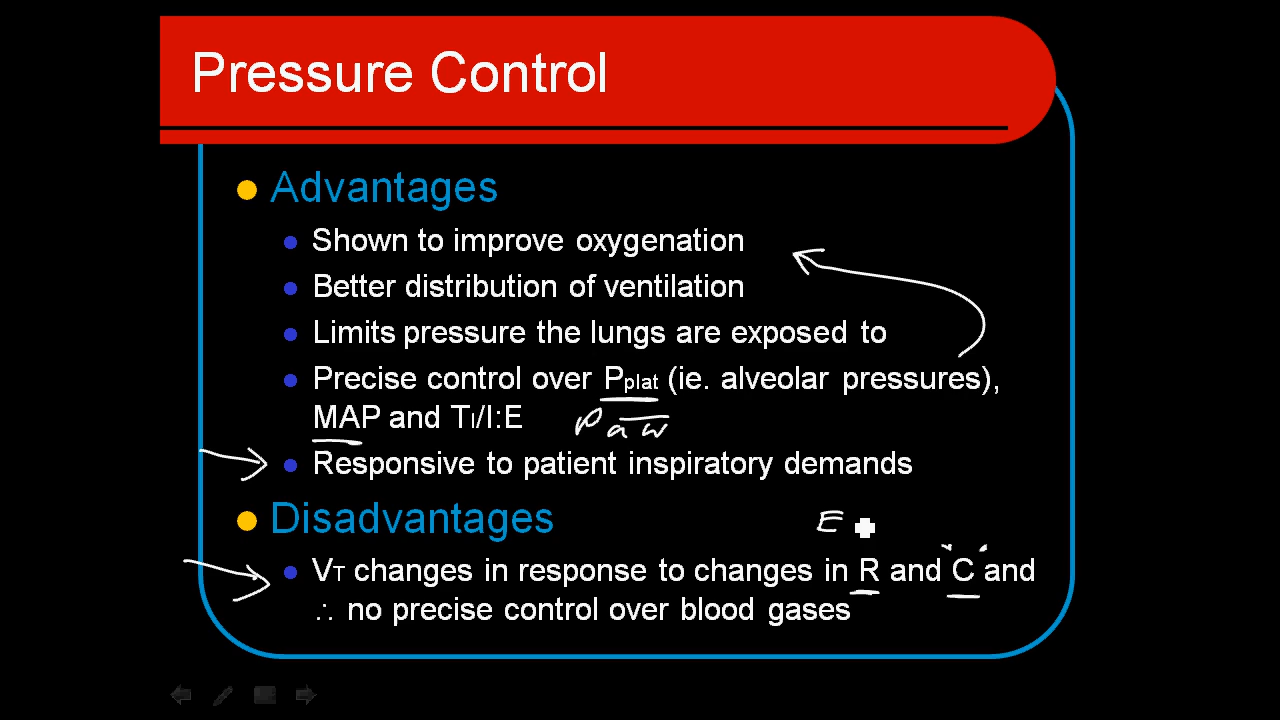 Pressure Control
Advantages
Shown to improve oxygenation
Better distribution of ventilation
Limits pressure the lungs are exposed to
Precise control over Pplat (ie. alveolar pressures),
MAP and TI/I:E
Paw
Responsive to patient inspiratory demands
Disadvantages
E
VT changes in response to changes in R and C and
∴ no precise control over blood gases